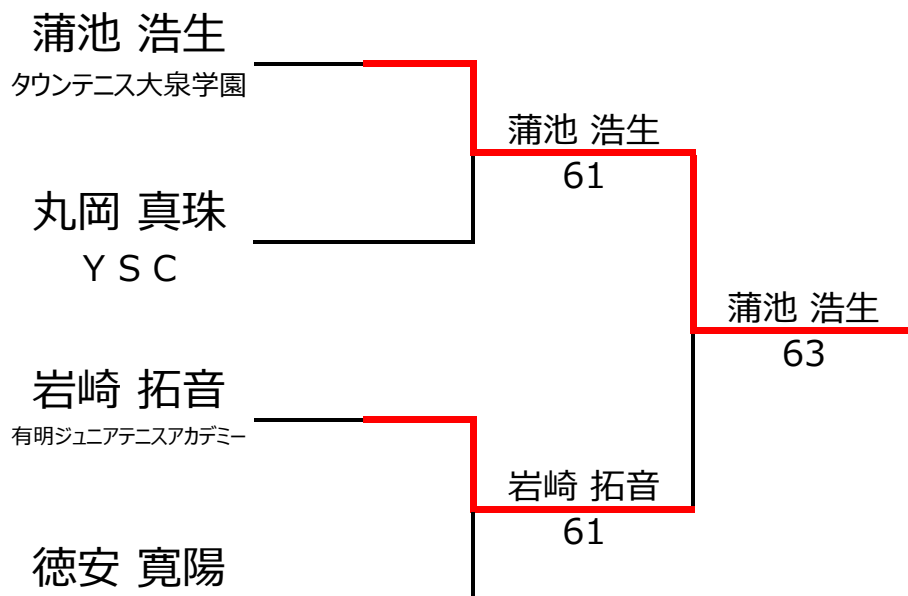 蒲池 浩生
タウンテニス大泉学園
蒲池 浩生
61
丸岡 真珠
ＹＳＣ
蒲池 浩生
63
岩崎 拓音
有明ジュニアテニスアカデミー
岩崎 拓音
61
徳安 寛陽